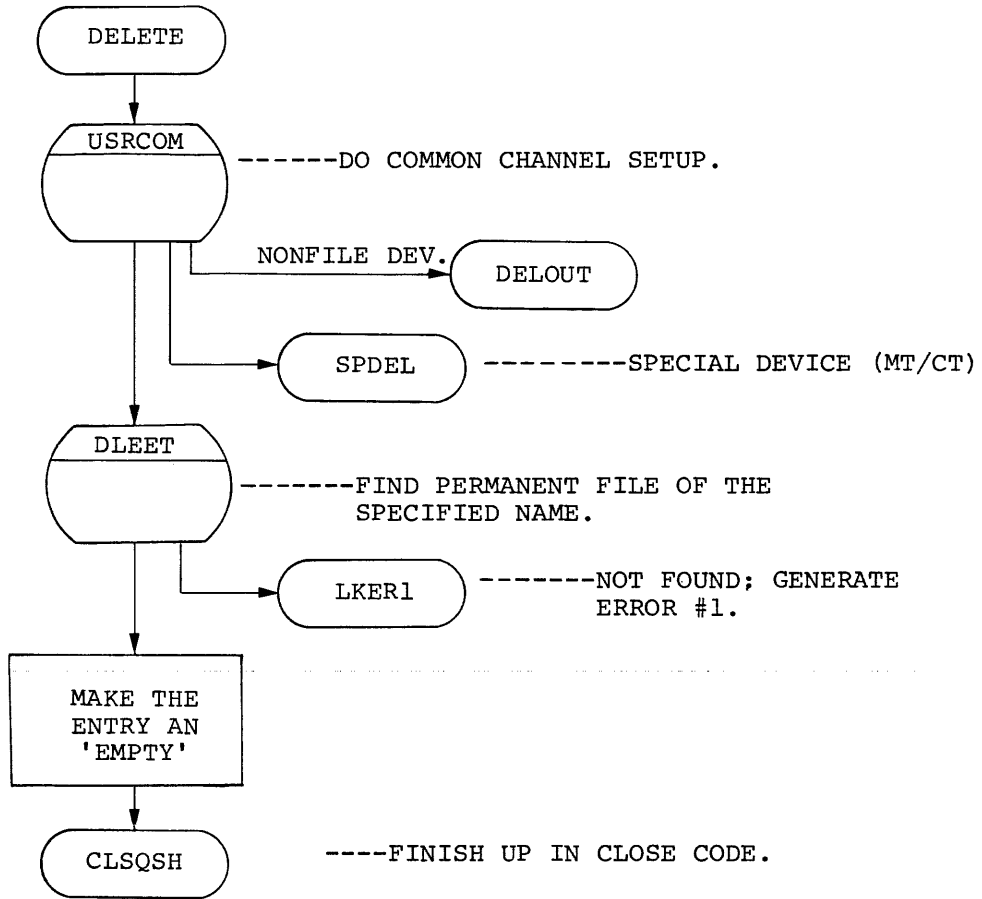 DELETE
USRCOM
------DO COMMON CHANNEL SETUP.
NONFILE DEV.
DELOUT
SPDEL
-------SPECIAL DEVICE (MT/CT)
DLEET
------FIND PERMANENT FILE OF THE
SPECIFIED NAME.
LKER1
------NOT FOUND; GENERATE
ERROR #1.
MAKE THE
ENTRY AN
'EMPTY'
CLSQSH
----FINISH UP IN CLOSE CODE.